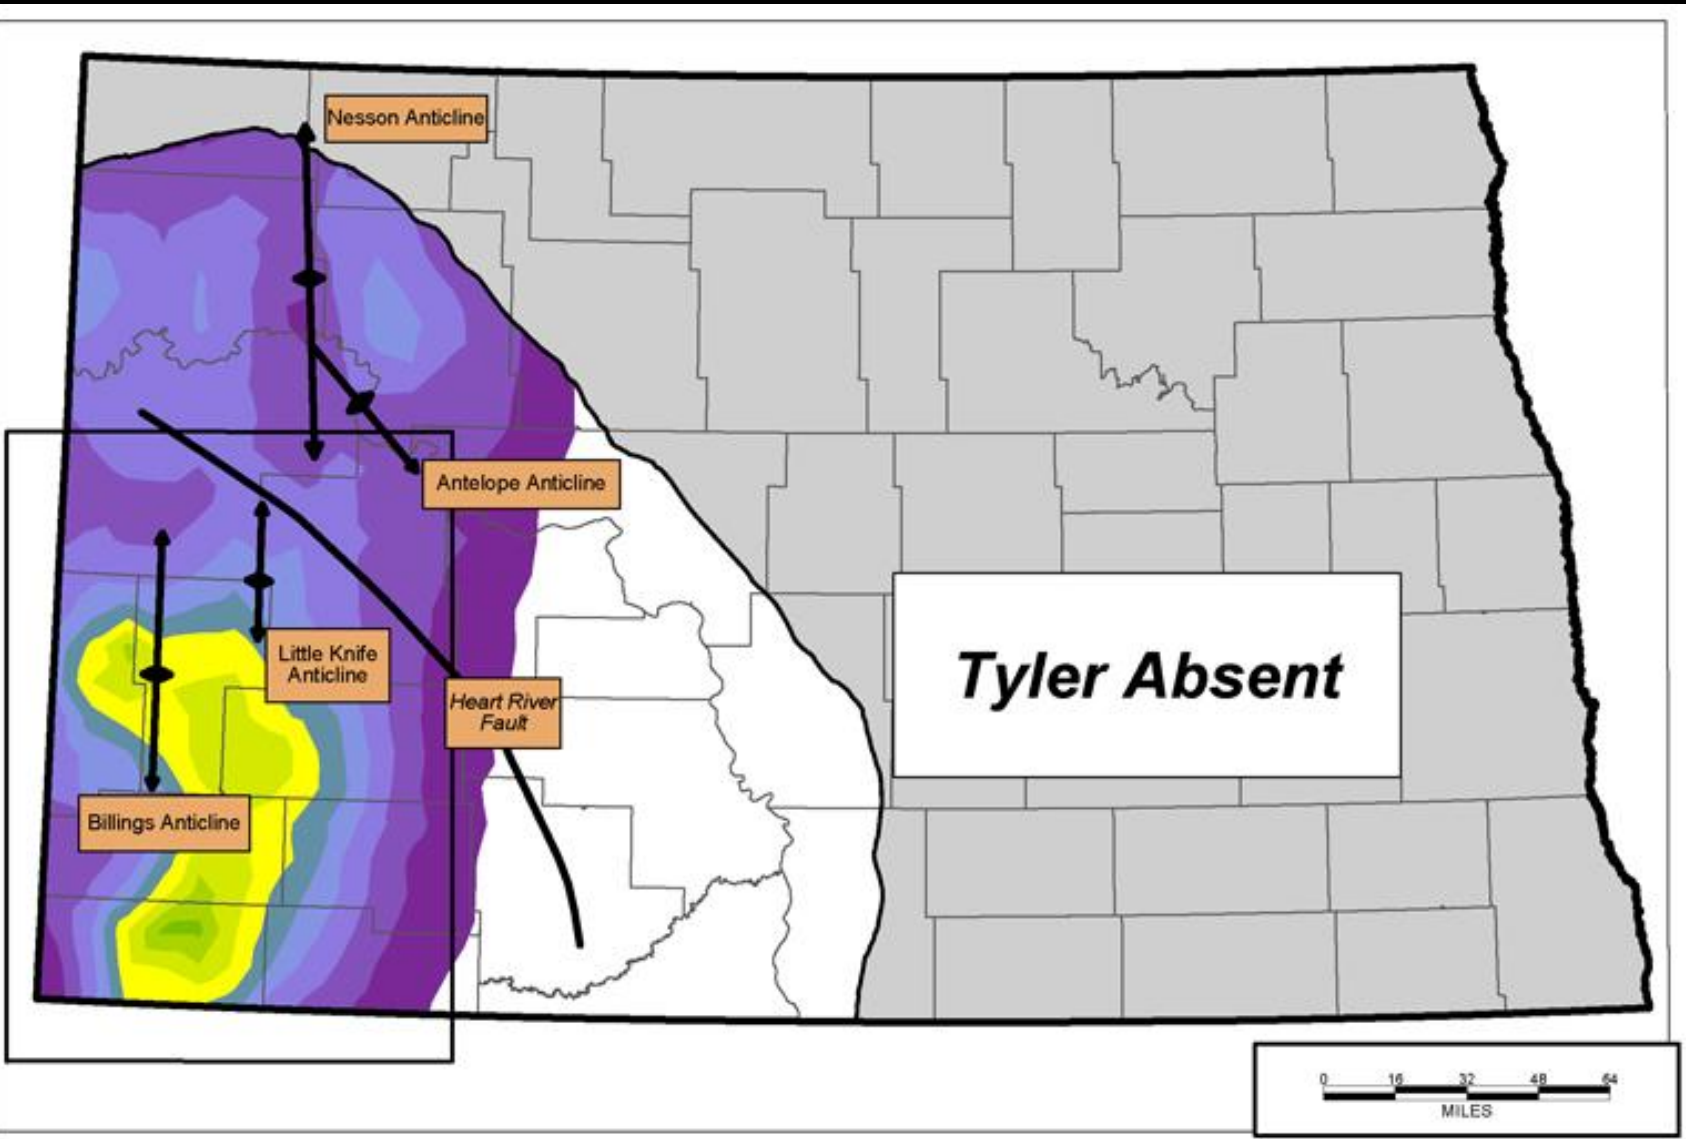 Nesson Anticline
Antelope Anticline
Little Knife
Anticline
Heart River
Fault
Tyler Absent
Billings Anticline
0 16 32 48 64
MILES